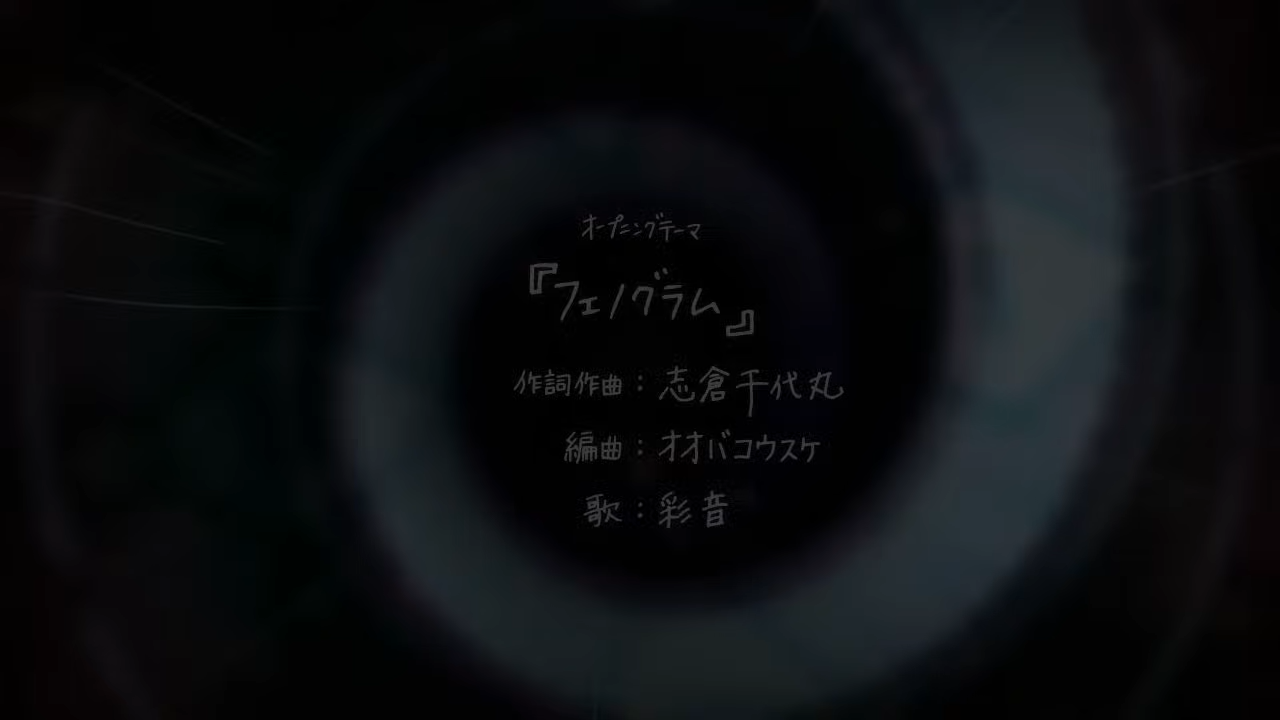 オープニングテーマ
『フェノグラム』
作詞作曲：志倉千代丸
編曲：オオバコウスケ
歌：彩音